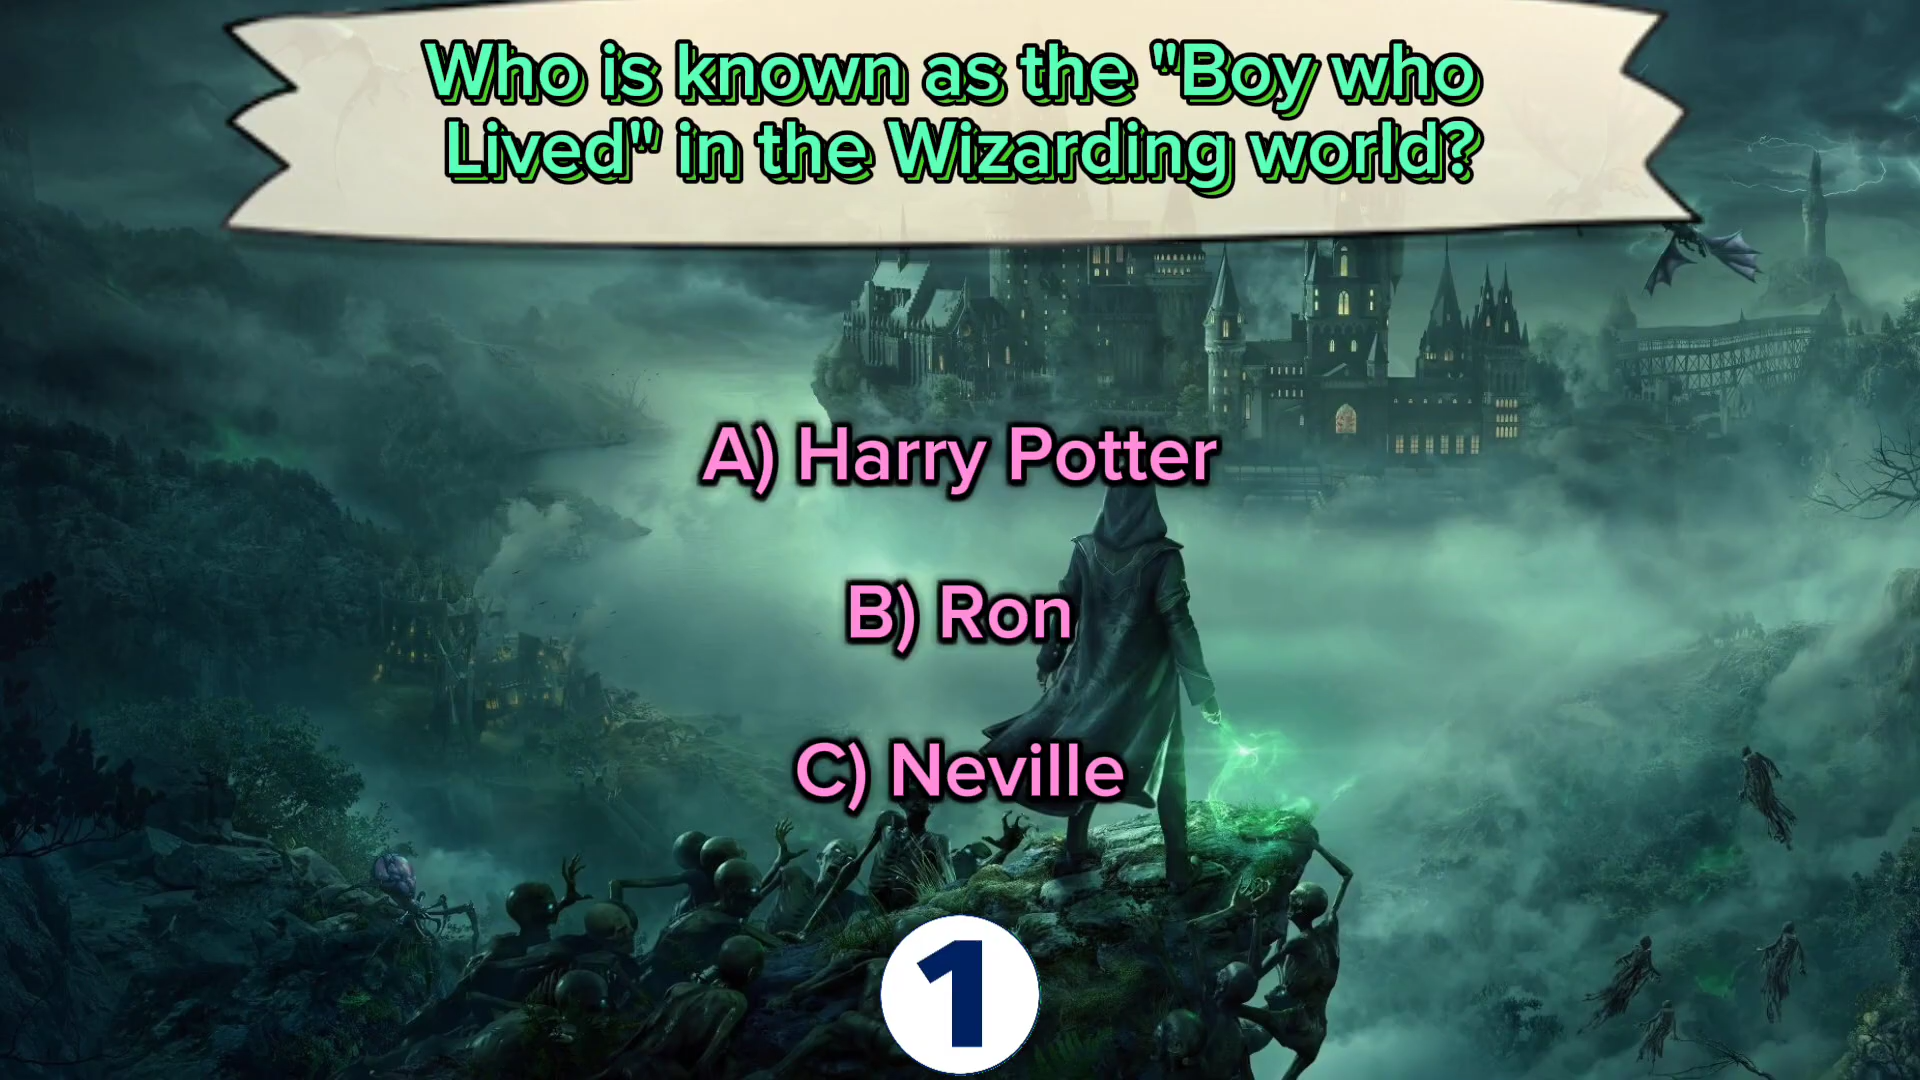 Who is known as the "Boy who
Lived" in the Wizarding world?
A) Harry Potter
B) Ron
C) Neville
1